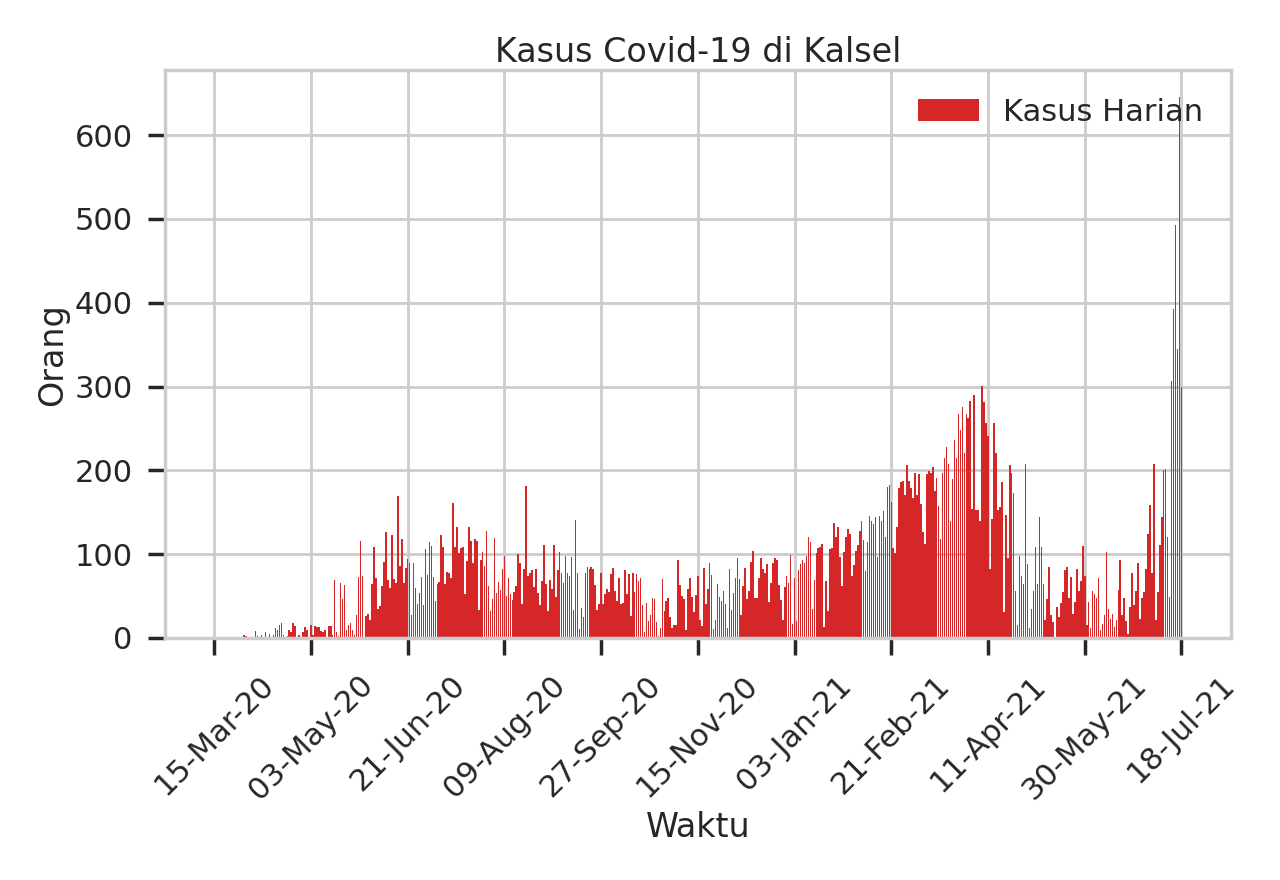 Kasus Covid-19 di Kalsel
Kasus Harian
600
500
400
300
200
100
0
Orang
15-Mar-20
03-May-20
21-Jun-20
09-Aug-20
27-Sep-20
15-Nov-20
03-Jan-21
21-Feb-21
11-Apr-21
30-May-21
18-Jul-21
Waktu